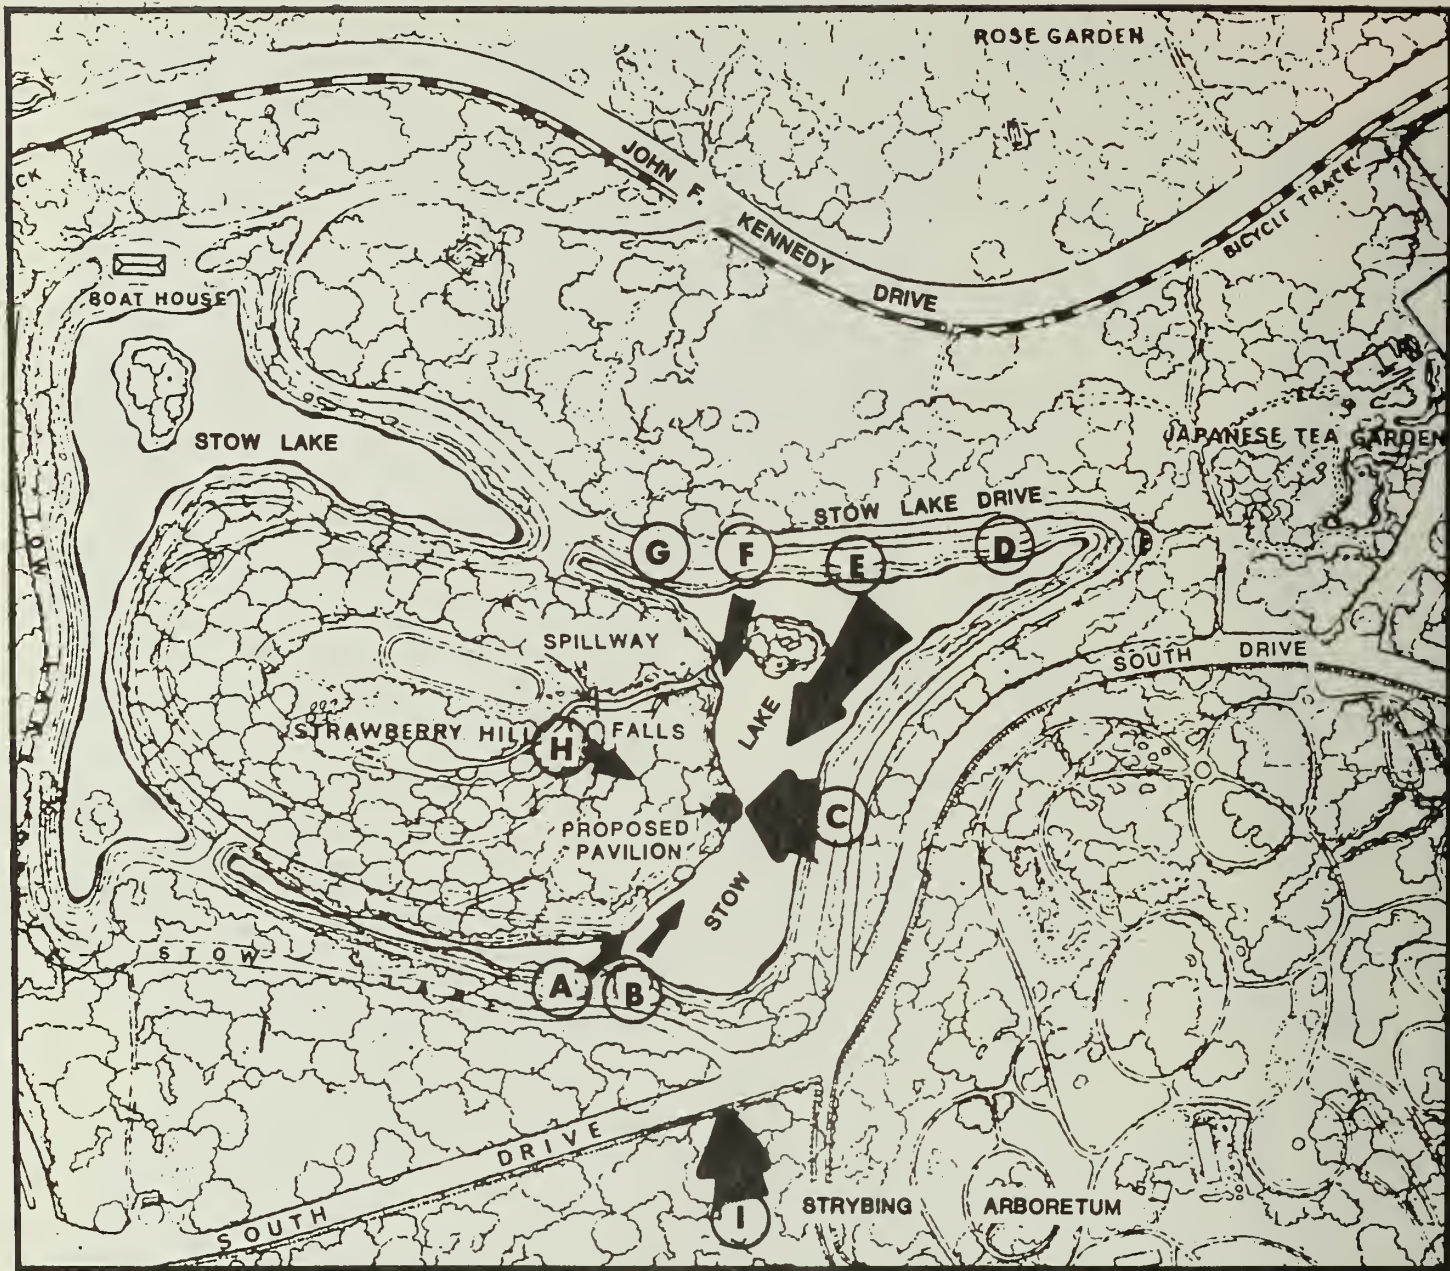 ROSE GARDEN
JOHN F.
KENNEDY
DRIVE
BICYCLE TRACK
CK
BOAT HOUSE
STOW LAKE
JAPANESE TEA GARDEN
STOW LAKE DRIVE
G
F
E
D
SPILLWAY
SOUTH DRIVE
STRAWBERRY HILL
H
FALLS
LAKE
C
PROPOSED
PAVILION
STOW
STOW
A
B
SOUTH DRIVE
I
STRYBING ARBORETUM